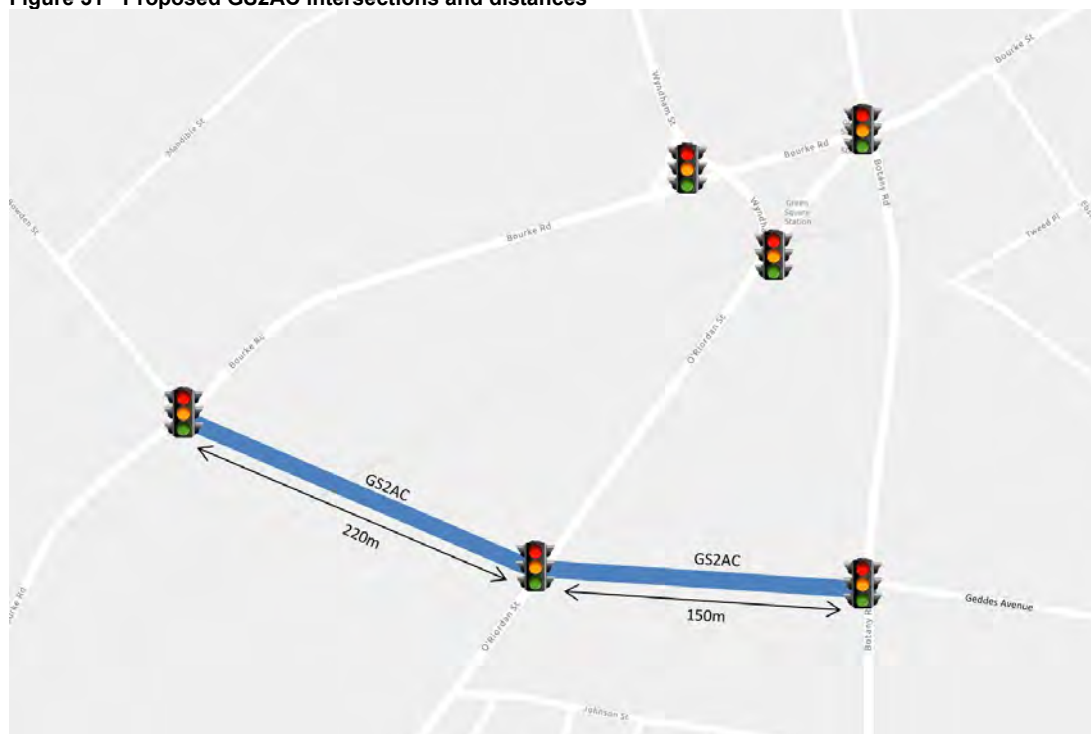 Figure 31 Proposed GS2AC intersections and distances
Bourke St
Wyndham St
Mandible St
Bourke Rd
Botany Rd
Green
Square
Station
Tweed Pl
Bowden St
Bourke Rd
O'Riordan St
Bourke Rd
GS2AC
220m
GS2AC
150m
Geddes Avenue
O'Riordan St
Johnson St